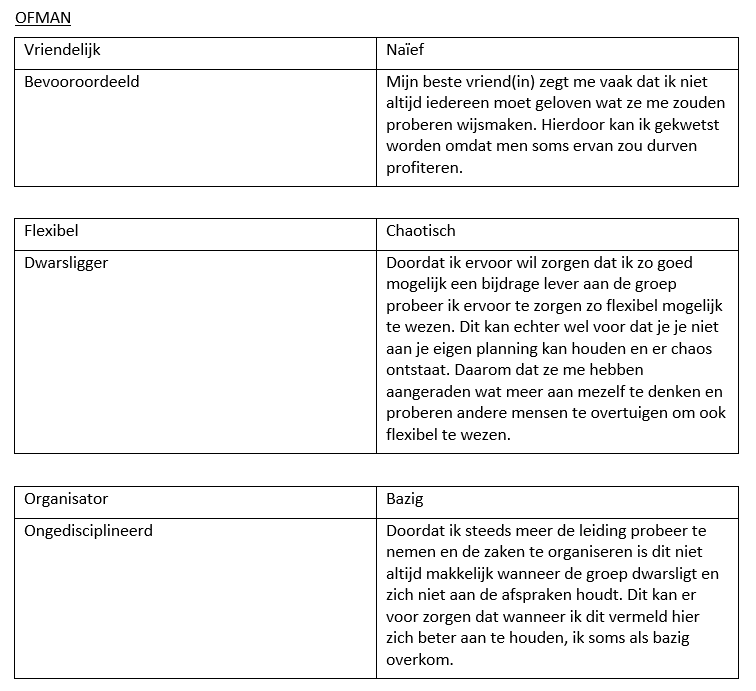 OFMAN
Vriendelijk
Naïef
Bevooroordeeld
Mijn beste vriend(in) zegt me vaak dat ik niet
altijd iedereen moet geloven wat ze me zouden
proberen wijsmaken. Hierdoor kan ik gekwetst
worden omdat men soms ervan zou durven
profiteren.
Flexibel
Chaotisch
Dwarsligger
Doordat ik ervoor wil zorgen dat ik zo goed
mogelijk een bijdrage lever aan de groep
probeer ik ervoor te zorgen zo flexibel mogelijk
te wezen. Dit kan echter wel voor dat je je niet
aan je eigen planning kan houden en er chaos
ontstaat. Daarom dat ze me hebben
aangeraden wat meer aan mezelf te denken en
proberen andere mensen te overtuigen om ook
flexibel te wezen.
Organisator
Bazig
Ongedisciplineerd
Doordat ik steeds meer de leiding probeer te
nemen en de zaken te organiseren is dit niet
altijd makkelijk wanneer de groep dwarsligt en
zich niet aan de afspraken houdt. Dit kan er
voor zorgen dat wanneer ik dit vermeld hier
zich beter aan te houden, ik soms als bazig
overkom.